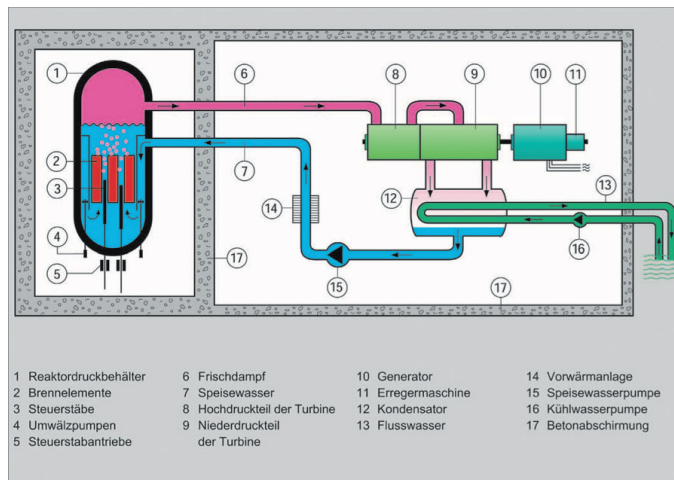 1
6
8
9
10
11
2
3
7
12
13
14
4
5
17
15
16
17
1 Reaktordruckbehälter
2 Brennelemente
3 Steuerstäbe
4 Umwälzpumpen
5 Steuerstabantriebe
6 Frischdampf
7 Speisewasser
8 Hochdruckteil der Turbine
9 Niederdruckteil
der Turbine
10 Generator
11 Erregermaschine
12 Kondensator
13 Flusswasser
14 Vorwärmanlage
15 Speisewasserpumpe
16 Kühlwasserpumpe
17 Betonabschirmung